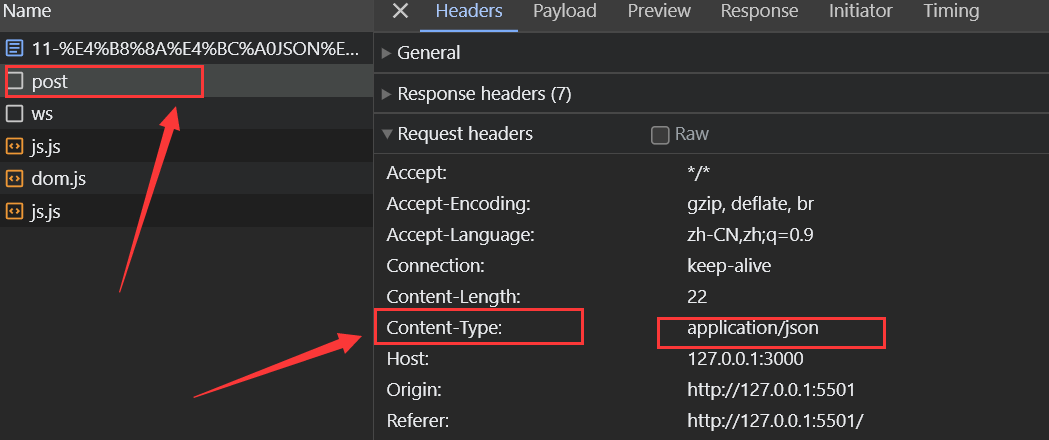 Name
11-%E4%B8%8A%E4%BC%A0JSON%E...
post
ws
js.js
dom.js
js.js
Headers Payload Preview Response Initiator Timing
General
Response headers (7)
Request headers Raw
Accept: */*
Accept-Encoding: gzip, deflate, br
Accept-Language: zh-CN,zh;q=0.9
Connection: keep-alive
Content-Length: 22
Content-Type: application/json
Host: 127.0.0.1:3000
Origin: http://127.0.0.1:5501
Referer: http://127.0.0.1:5501/